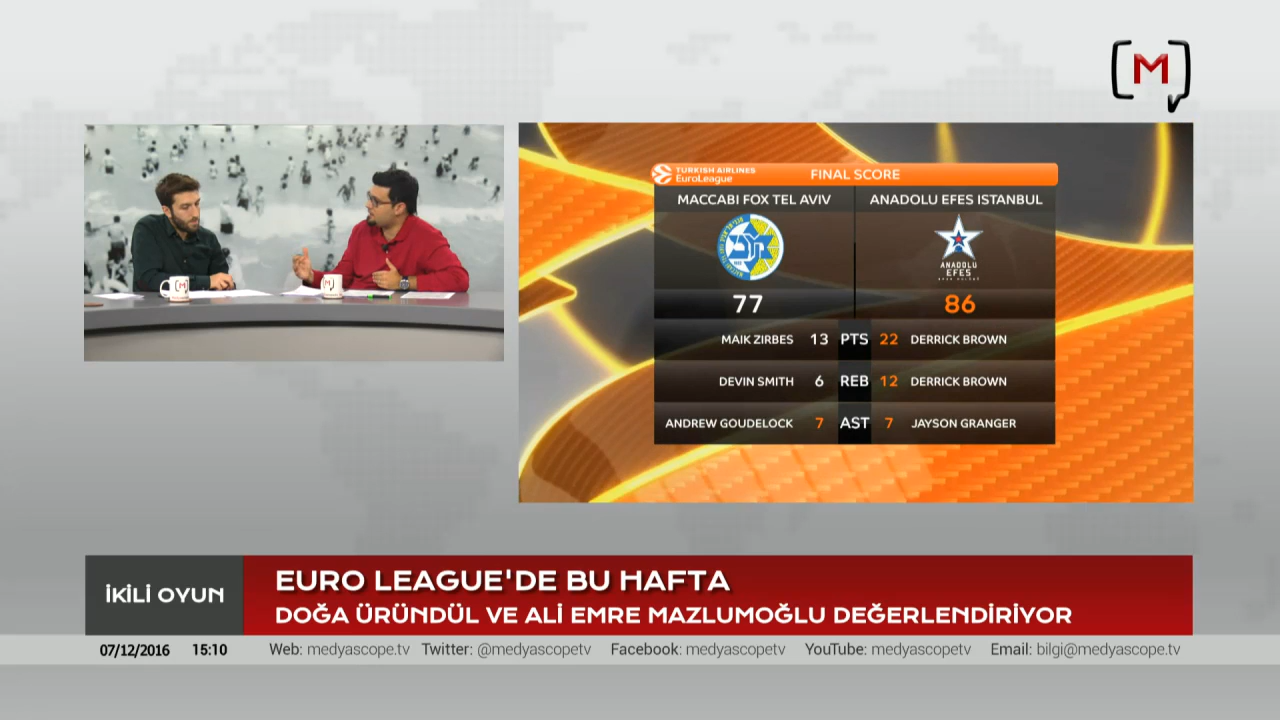 [M]
TURKISH AIRLINES
EuroLeague
FINAL SCORE
MACCABI FOX TEL AVIV
ANADOLU EFES ISTANBUL
ANADOLU
EFES
77
86
MAIK ZIRBES 13 PTS 22 DERRICK BROWN
DEVIN SMITH 6 REB 12 DERRICK BROWN
ANDREW GOUDELOCK 7 AST 7 JAYSON GRANGER
İKİLİ OYUN
EURO LEAGUE'DE BU HAFTA
DOĞA ÜRÜNDÜL VE ALİ EMRE MAZLUMOĞLU DEĞERLENDİRİYOR
07/12/2016 15:10 Web: medyascope.tv Twitter: @medyascopetv Facebook: medyascopetv YouTube: medyascopetv Email: bilgi@medyascope.tv